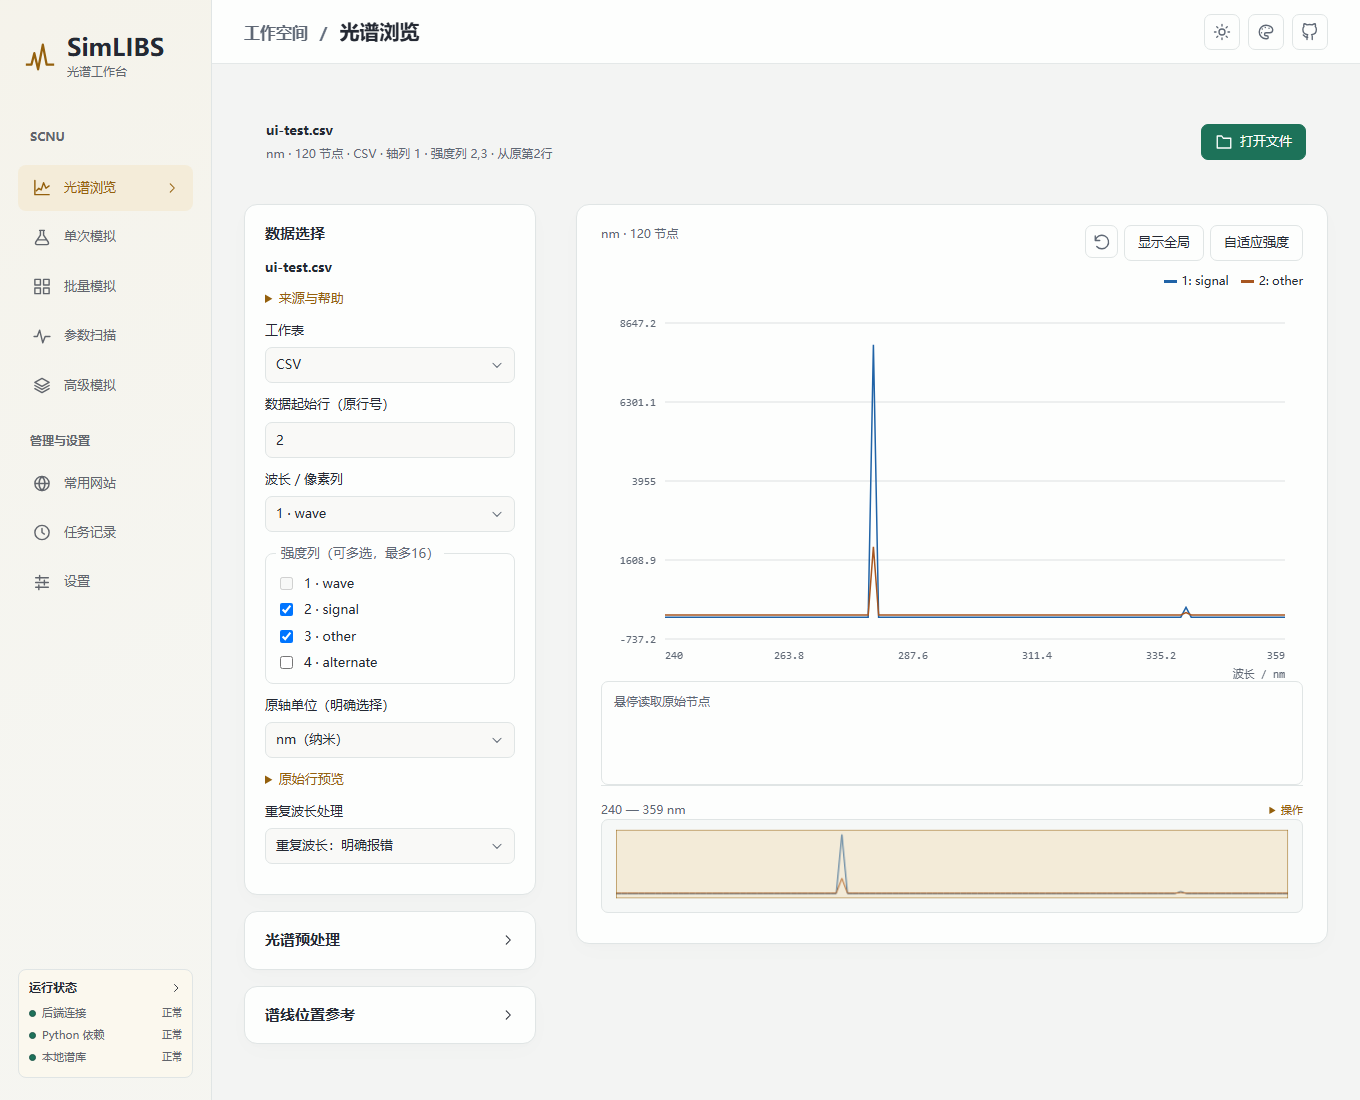 SimLIBS
光谱工作台
SCNU
光谱浏览
单次模拟
批量模拟
参数扫描
高级模拟
管理与设置
常用网站
任务记录
设置
运行状态
后端连接 正常
Python 依赖 正常
本地谱库 正常
工作空间 / 光谱浏览
ui-test.csv
nm · 120 节点 · CSV · 轴列 1 · 强度列 2,3 · 从原第2行
打开文件
数据选择
ui-test.csv
来源与帮助
工作表
CSV
数据起始行（原行号）
2
波长 / 像素列
1 · wave
强度列（可多选，最多16）
1 · wave
2 · signal
3 · other
4 · alternate
原轴单位（明确选择）
nm（纳米）
原始行预览
重复波长处理
重复波长：明确报错
光谱预处理
谱线位置参考
nm · 120 节点
显示全局
自适应强度
1: signal 2: other
8647.2
6301.1
3955
1608.9
-737.2
240 263.8 287.6 311.4 335.2 359
波长 / nm
悬停读取原始节点
240 — 359 nm
操作